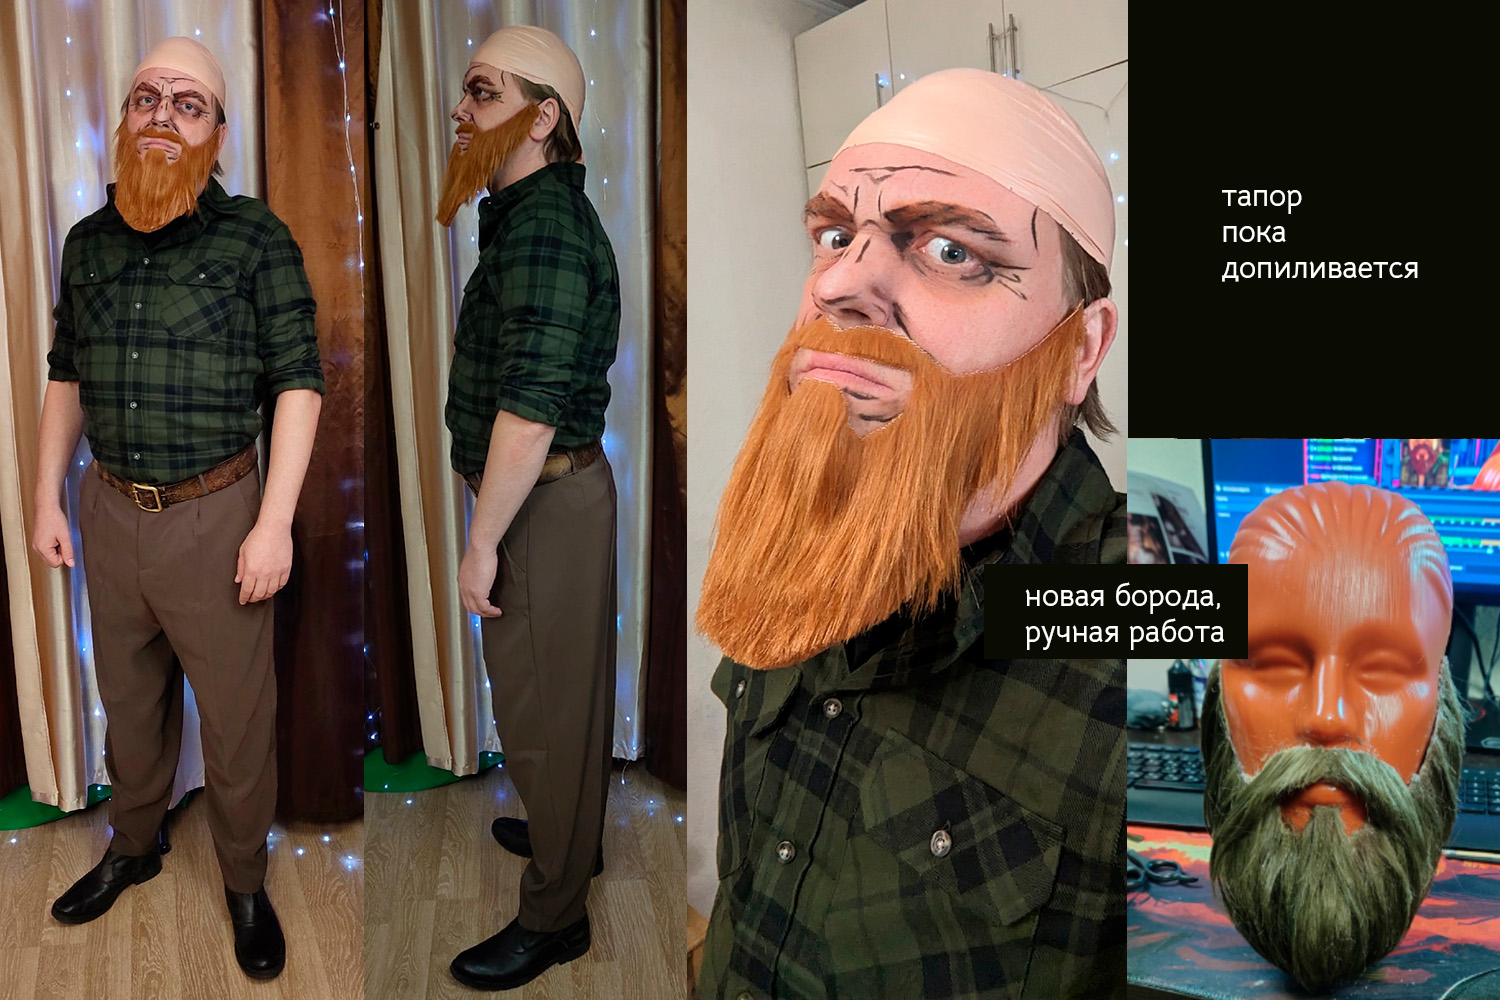 тапор
пока
допиливается
новая борода,
ручная работа